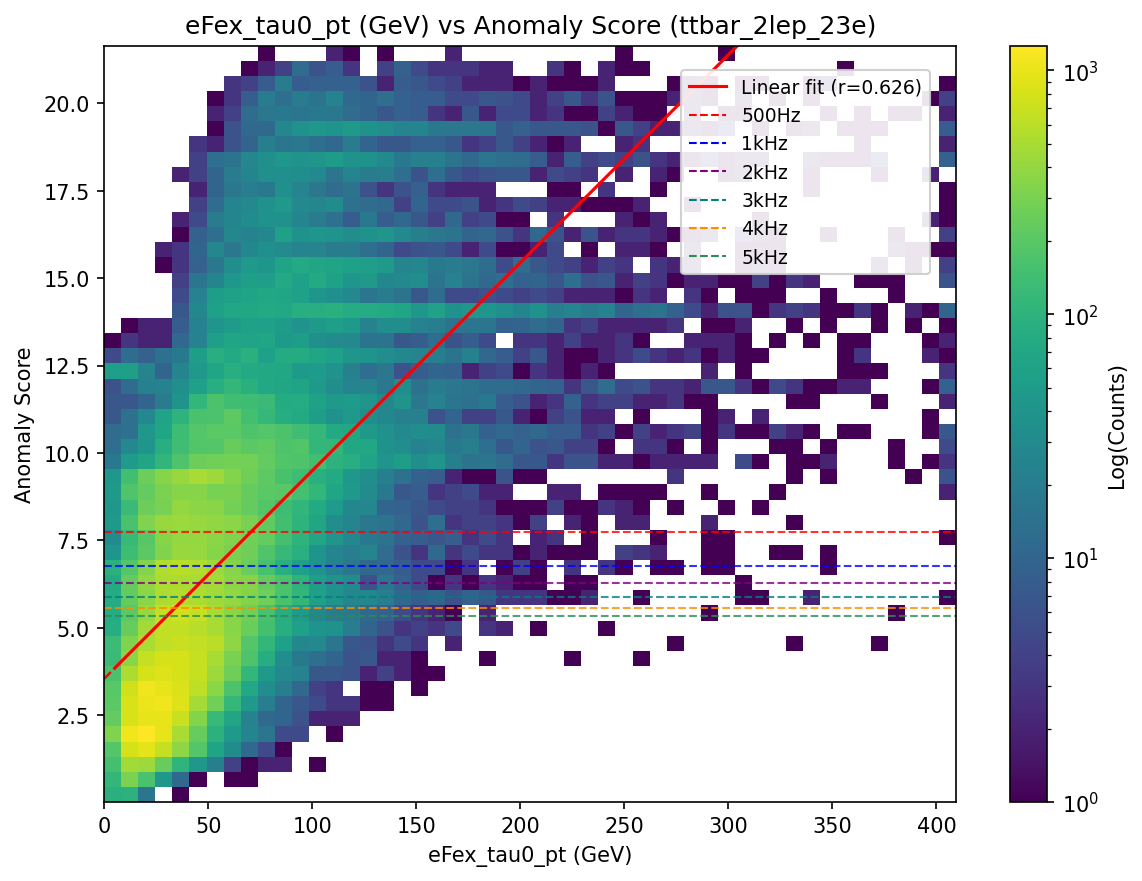 eFex_tau0_pt (GeV) vs Anomaly Score (ttbar_2lep_23e)
Linear fit (r=0.626)
500Hz
1kHz
2kHz
3kHz
4kHz
5kHz
Anomaly Score
20.0
17.5
15.0
12.5
10.0
7.5
5.0
2.5
0
50
100
150
200
250
300
350
400
eFex_tau0_pt (GeV)
10³
10²
10¹
10⁰
Log(Counts)